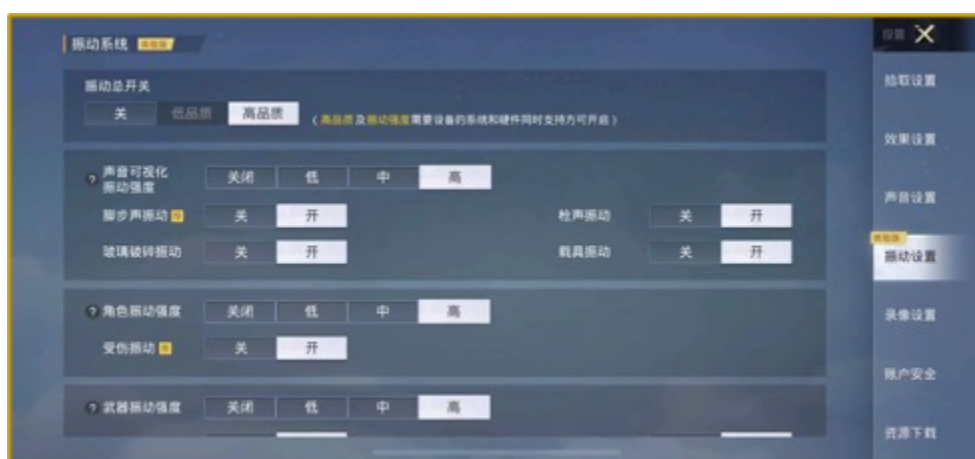 振动系统 体验版
设置
振动总开关
关 低品质 高品质 (高品质及振动强度需要设备的系统和硬件同时支持方可开启)
声音可视化
振动强度
关闭 低 中 高
脚步声振动 关 开 枪声振动 关 开
玻璃破碎振动 关 开 载具振动 关 开
角色振动强度 关闭 低 中 高
受伤振动 关 开
武器振动强度 关闭 低 中 高
拾取设置
效果设置
声音设置
体验版
振动设置
录像设置
账户安全
资源下载